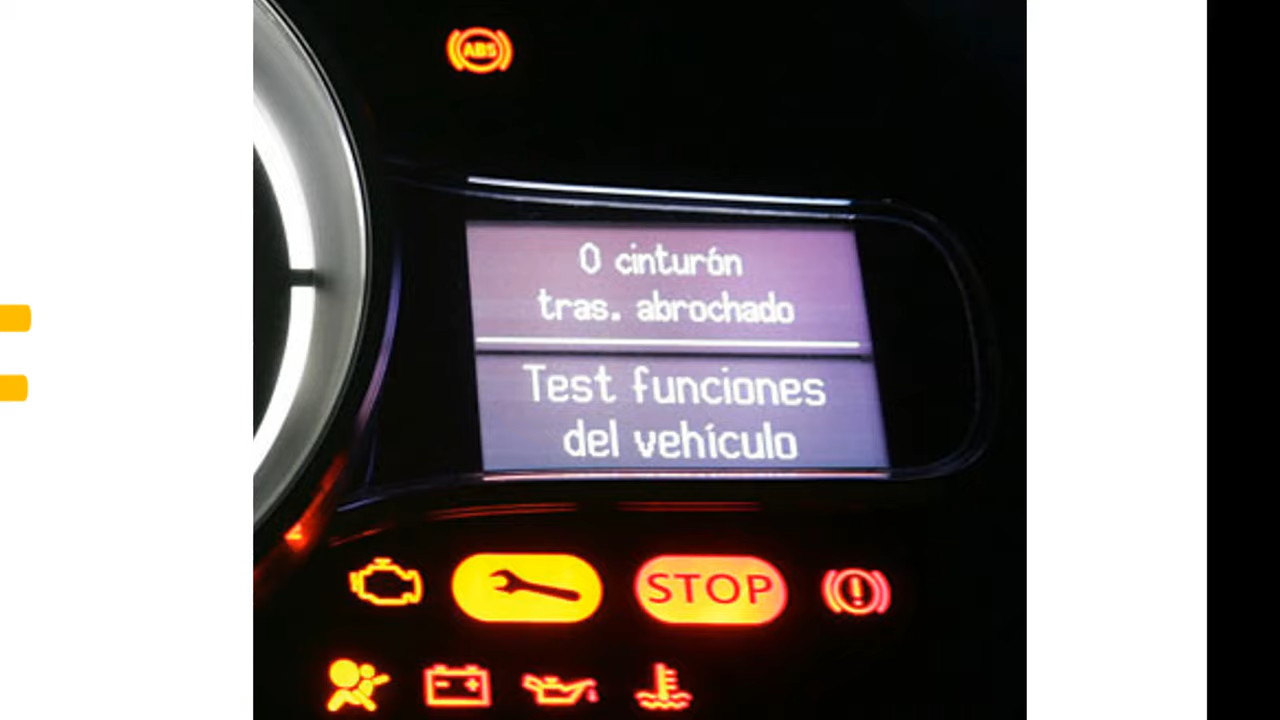 ABS
0 cinturón
tras. abrochado
Test funciones
del vehículo
STOP